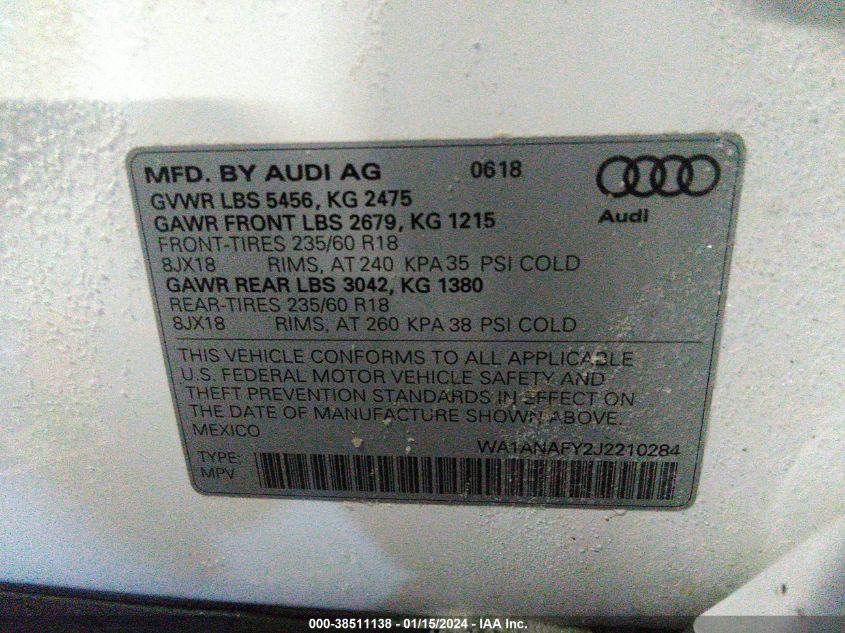 MFD. BY AUDI AG 0618
Audi
GVWR LBS 5456, KG 2475
GAWR FRONT LBS 2679, KG 1215
FRONT-TIRES 235/60 R18
8JX18 RIMS, AT 240 KPA 35 PSI COLD
GAWR REAR LBS 3042, KG 1380
REAR-TIRES 235/60 R18
8JX18 RIMS, AT 260 KPA 38 PSI COLD
THIS VEHICLE CONFORMS TO ALL APPLICABLE
U.S. FEDERAL MOTOR VEHICLE SAFETY AND
THEFT PREVENTION STANDARDS IN EFFECT ON
THE DATE OF MANUFACTURE SHOWN ABOVE.
MEXICO
WA1ANAFY2J2210284
TYPE:
MPV
000-38511138 - 01/15/2024 - IAA Inc.